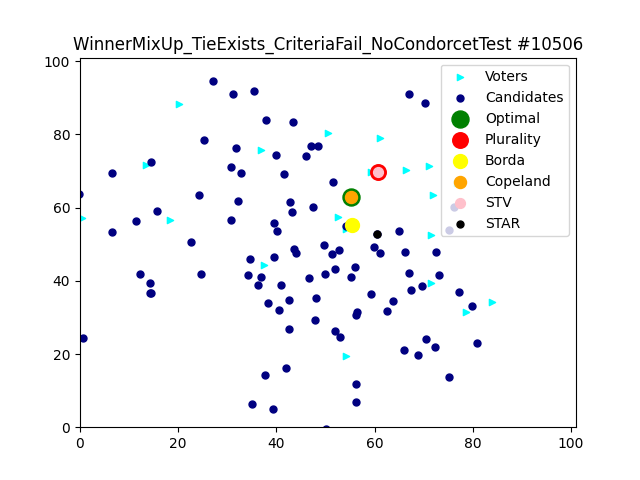 WinnerMixUp_TieExists_CriteriaFail_NoCondorcetTest #10506
100
80
60
40
20
0
0
20
40
60
80
100
Voters
Candidates
Optimal
Plurality
Borda
Copeland
STV
STAR